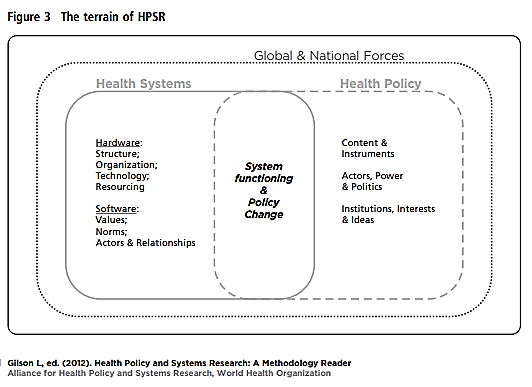 Figure 3 The terrain of HPSR
Global & National Forces
Health Systems
Health Policy
Hardware:
Structure;
Organization;
Technology;
Resourcing
Software:
Values;
Norms;
Actors & Relationships
System
functioning
&
Policy
Change
Content &
Instruments
Actors, Power
& Politics
Institutions, Interests
& Ideas
Gilson L, ed. (2012). Health Policy and Systems Research: A Methodology Reader
Alliance for Health Policy and Systems Research, World Health Organization